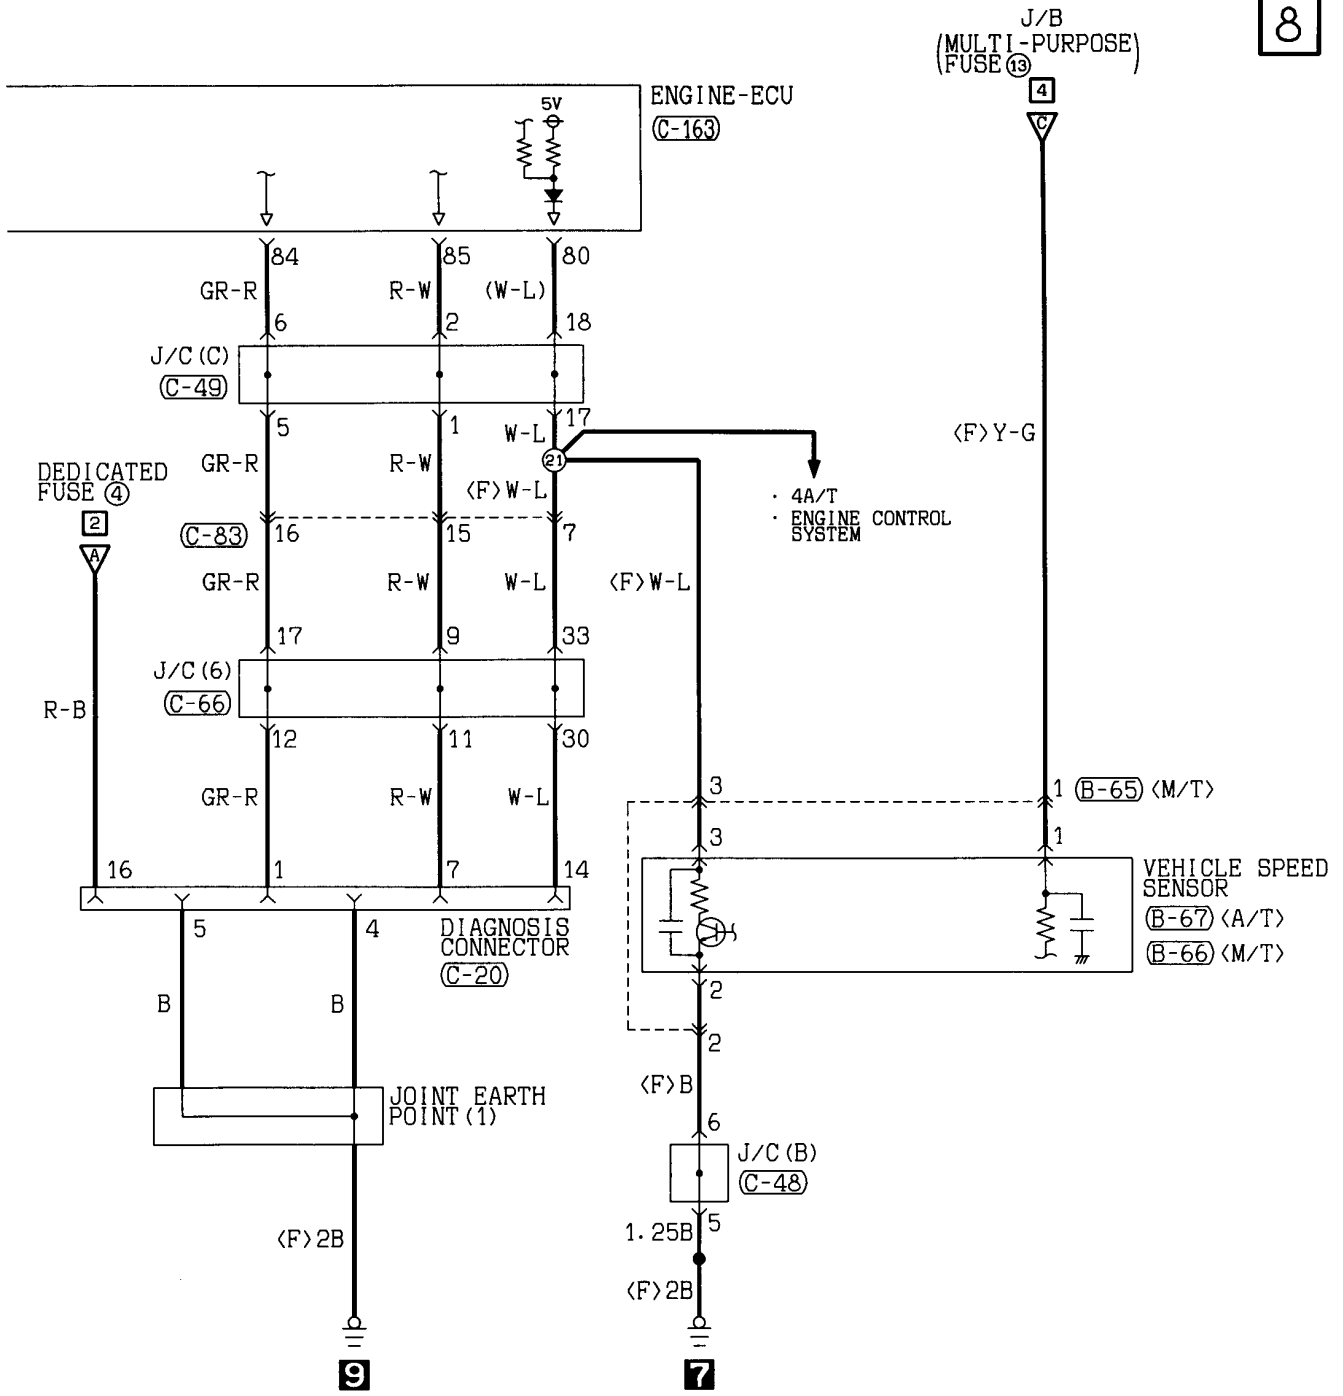 8
J/B
(MULTI-PURPOSE)
FUSE ⑬
4
C
ENGINE-ECU
(C-163)
5V
84
85
80
GR-R
R-W
(W-L)
6
2
18
J/C(C)
(C-49)
5
1
17
W-L
21
GR-R
R-W
〈F〉W-L
〈F〉Y-G
DEDICATED
FUSE ④
2
A
· 4A/T
· ENGINE CONTROL
SYSTEM
(C-83)
16
15
7
GR-R
R-W
W-L
〈F〉W-L
17
9
33
J/C(6)
(C-66)
R-B
12
11
30
GR-R
R-W
W-L
3
1
(B-65)〈M/T〉
3
1
16
1
7
14
VEHICLE SPEED
SENSOR
(B-67)〈A/T〉
(B-66)〈M/T〉
5
4
DIAGNOSIS
CONNECTOR
(C-20)
B
B
2
2
〈F〉B
JOINT EARTH
POINT(1)
6
J/C(B)
(C-48)
5
1.25B
〈F〉2B
〈F〉2B
9
7